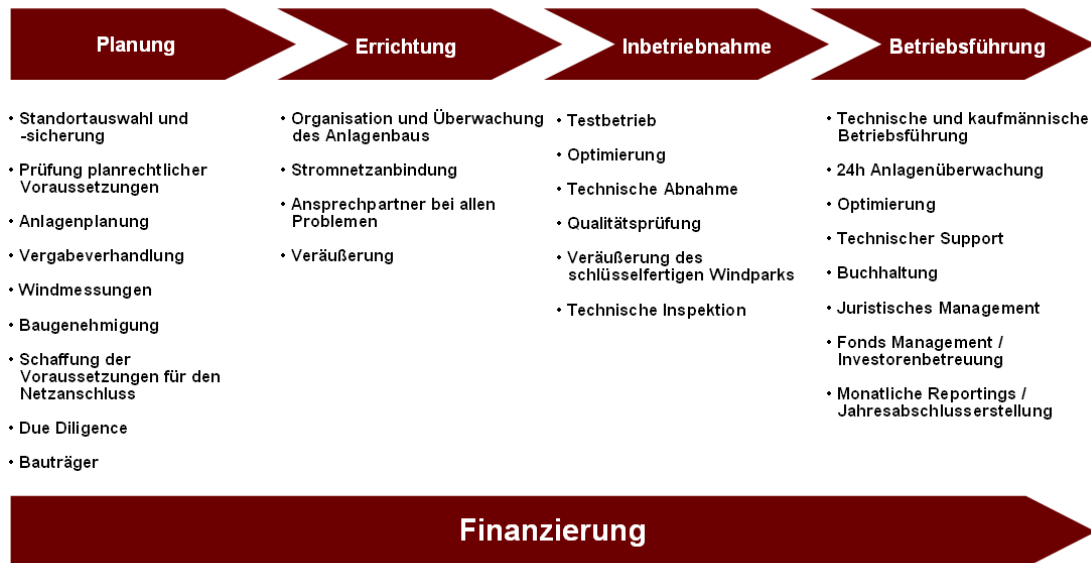 Planung
Errichtung
Inbetriebnahme
Betriebsführung
• Standortauswahl und
-sicherung
• Prüfung planrechtlicher
Voraussetzungen
• Anlagenplanung
• Vergabeverhandlung
• Windmessungen
• Baugenehmigung
• Schaffung der
Voraussetzungen für den
Netzanschluss
• Due Diligence
• Bauträger
• Organisation und Überwachung
des Anlagenbaus
• Stromnetzanbindung
• Ansprechpartner bei allen
Problemen
• Veräußerung
• Testbetrieb
• Optimierung
• Technische Abnahme
• Qualitätsprüfung
• Veräußerung des
schlüsselfertigen Windparks
• Technische Inspektion
• Technische und kaufmännische
Betriebsführung
• 24h Anlagenüberwachung
• Optimierung
• Technischer Support
• Buchhaltung
• Juristisches Management
• Fonds Management /
Investorenbetreuung
• Monatliche Reportings /
Jahresabschlusserstellung
Finanzierung